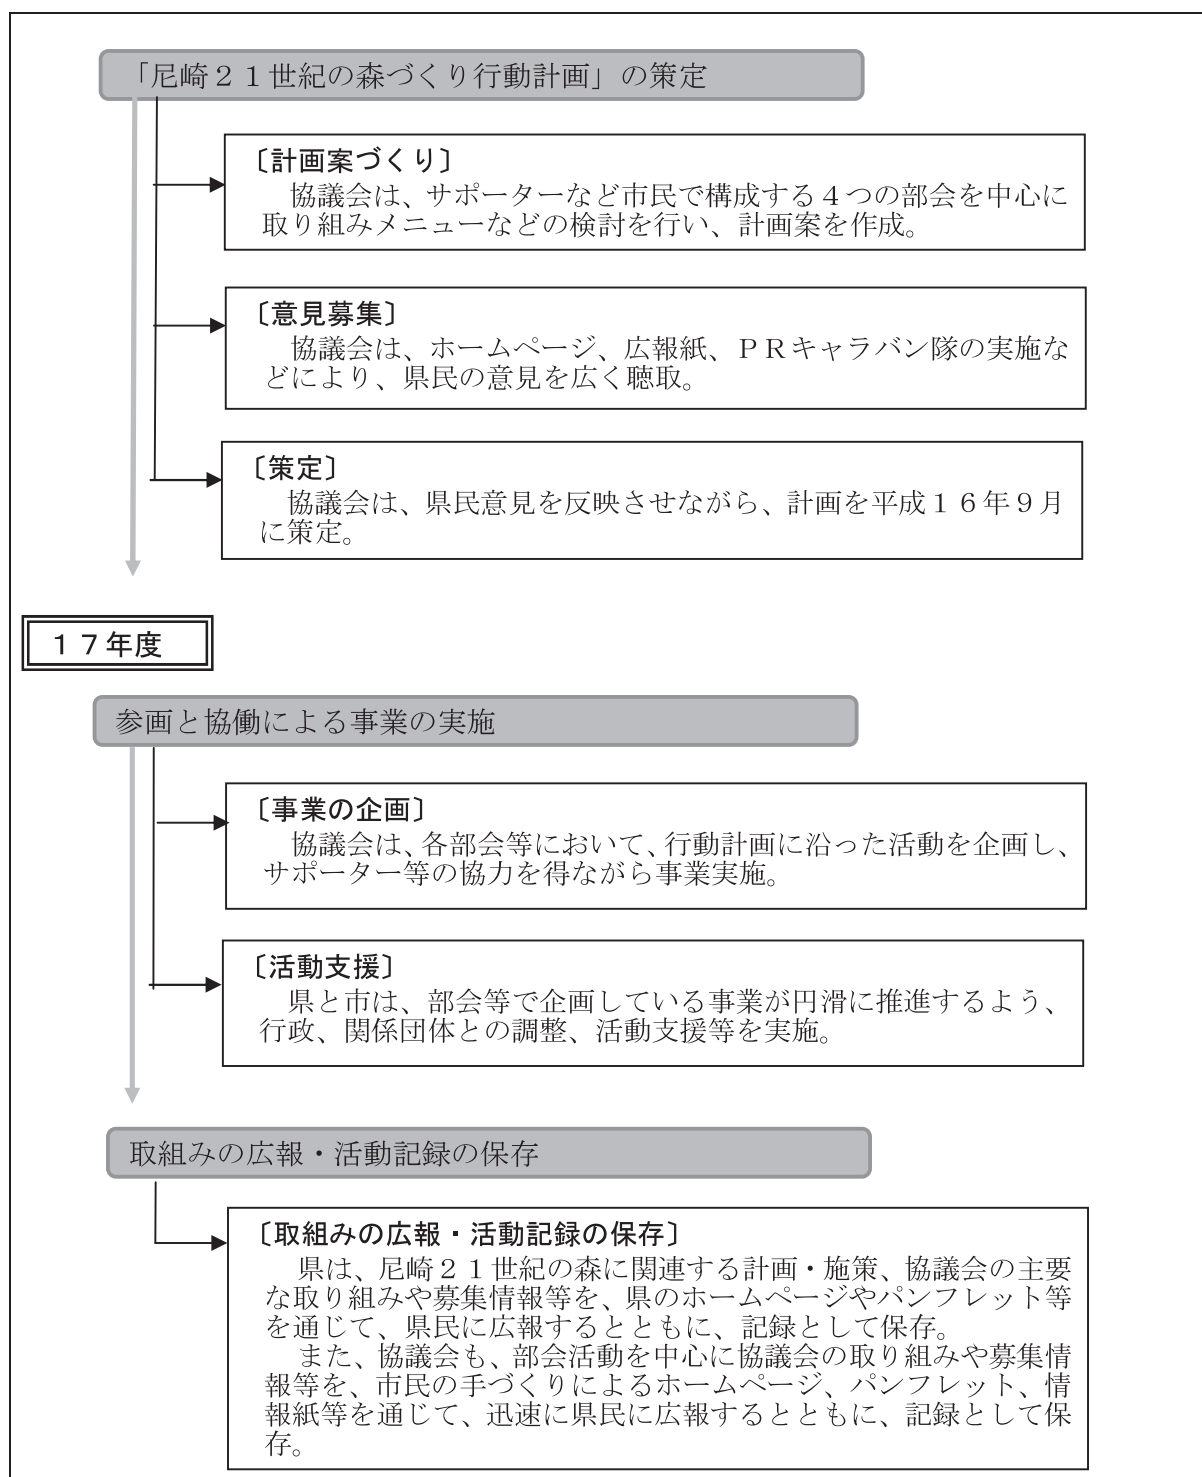 「尼崎２１世紀の森づくり行動計画」の策定
〔計画案づくり〕
協議会は、サポーターなど市民で構成する４つの部会を中心に
取り組みメニューなどの検討を行い、計画案を作成。
〔意見募集〕
協議会は、ホームページ、広報紙、ＰＲキャラバン隊の実施な
どにより、県民の意見を広く聴取。
〔策定〕
協議会は、県民意見を反映させながら、計画を平成１６年９月
に策定。
１７年度
参画と協働による事業の実施
〔事業の企画〕
協議会は、各部会等において、行動計画に沿った活動を企画し、
サポーター等の協力を得ながら事業実施。
〔活動支援〕
県と市は、部会等で企画している事業が円滑に推進するよう、
行政、関係団体との調整、活動支援等を実施。
取組みの広報・活動記録の保存
〔取組みの広報・活動記録の保存〕
県は、尼崎２１世紀の森に関連する計画・施策、協議会の主要
な取り組みや募集情報等を、県のホームページやパンフレット等
を通じて、県民に広報するとともに、記録として保存。
また、協議会も、部会活動を中心に協議会の取り組みや募集情
報等を、市民の手づくりによるホームページ、パンフレット、情
報紙等を通じて、迅速に県民に広報するとともに、記録として保
存。